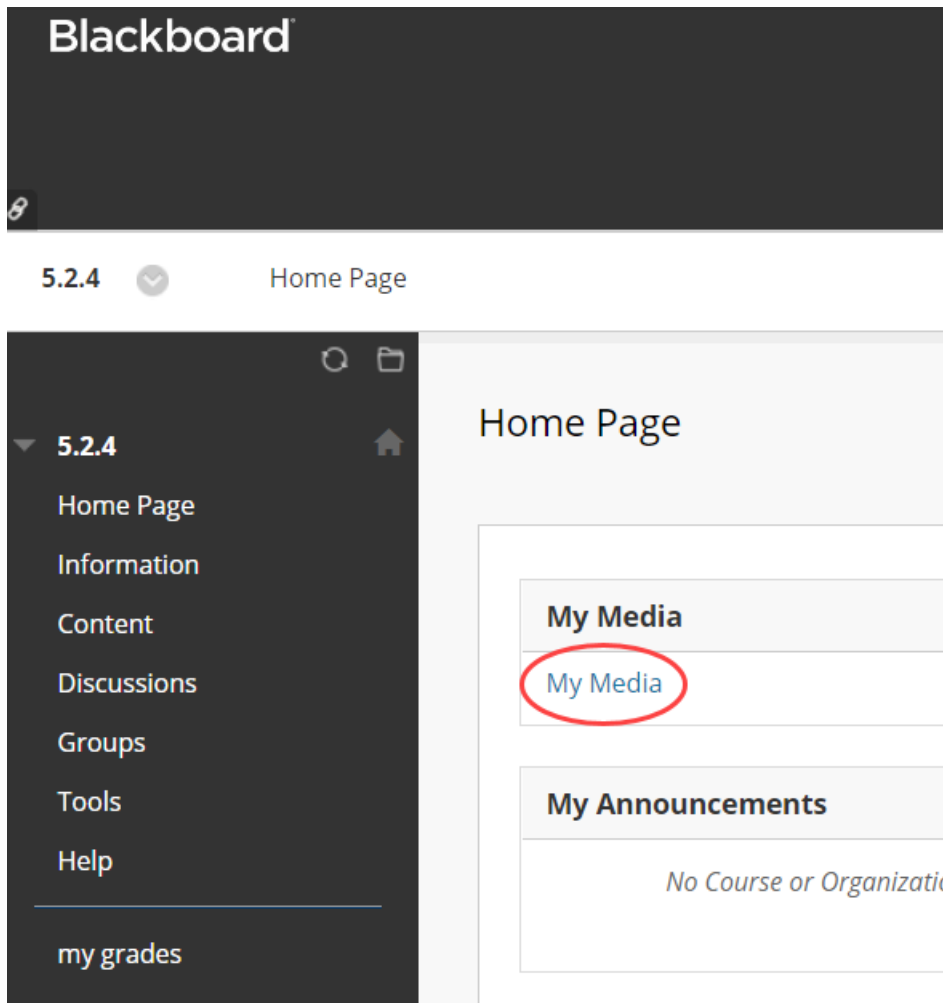 Blackboard
5.2.4 Home Page
5.2.4
Home Page
Information
Content
Discussions
Groups
Tools
Help
my grades
Home Page
My Media
My Media
My Announcements
No Course or